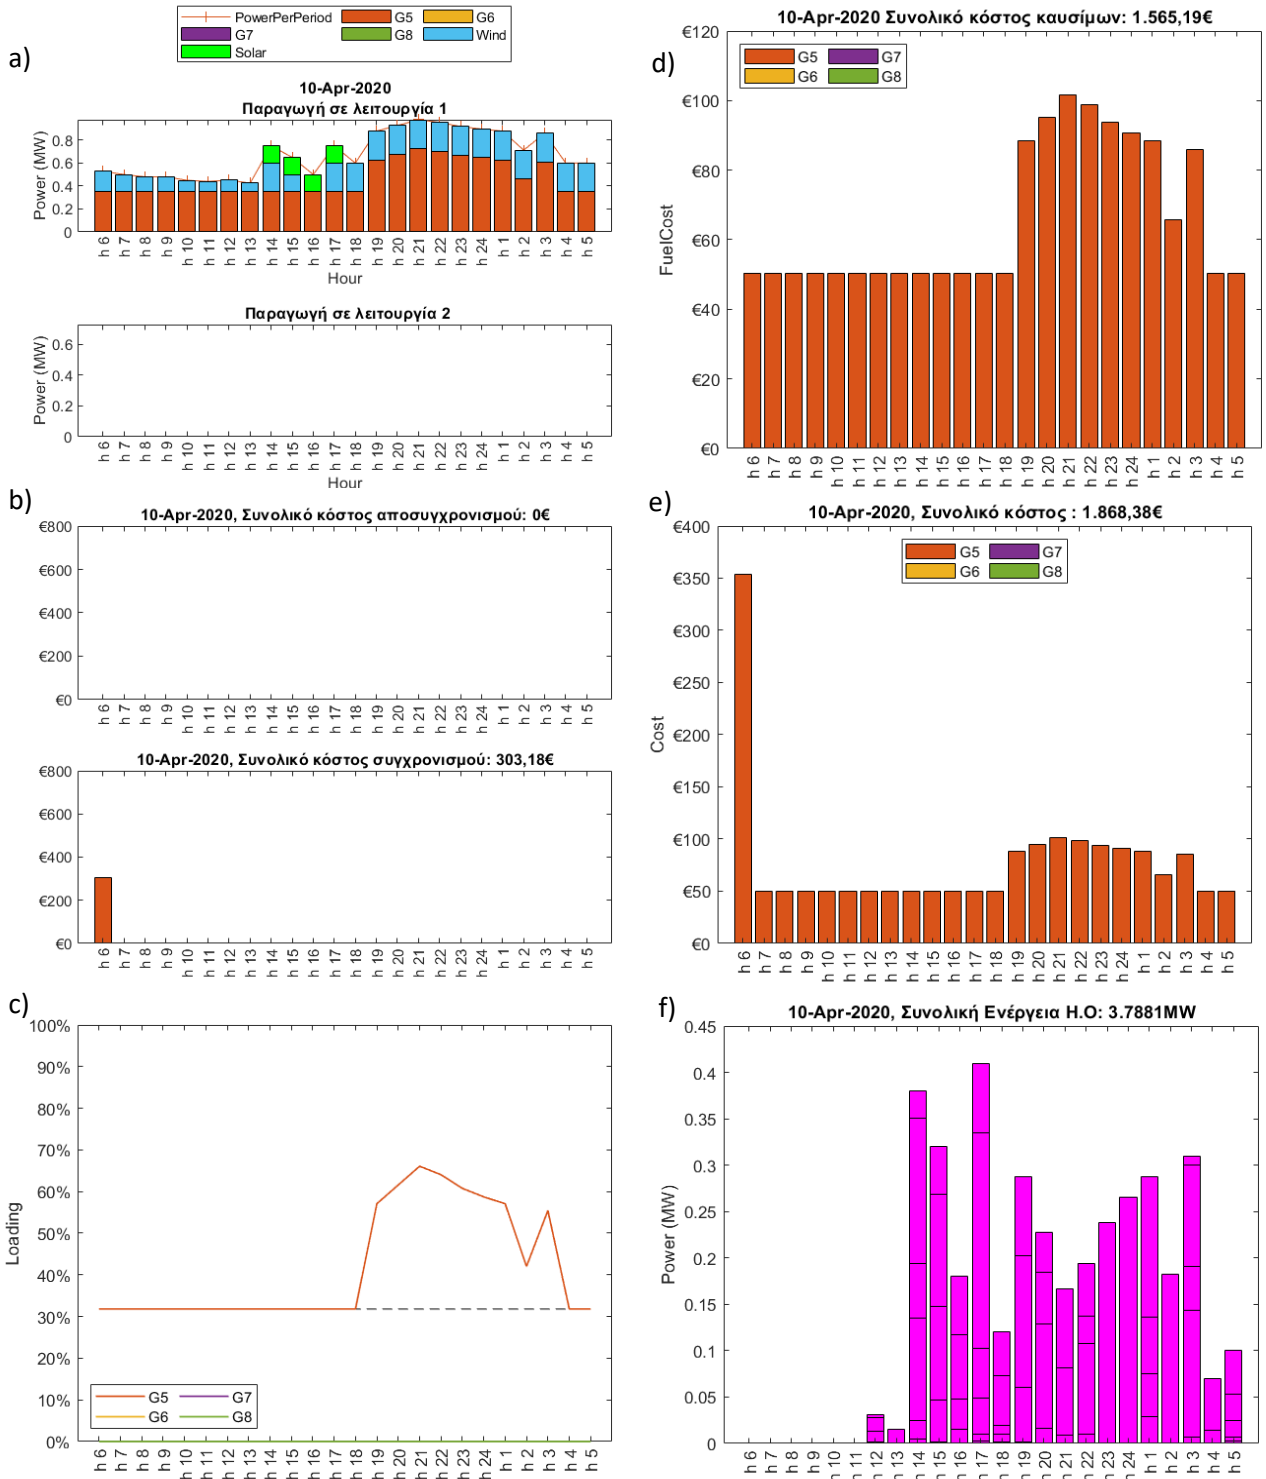 a)
PowerPerPeriod G5 G6
G7 G8 Wind
Solar
10-Apr-2020
Παραγωγή σε λειτουργία 1
Power (MW)
0.8
0.6
0.4
0.2
0
h 6 h 7 h 8 h 9 h 10 h 11 h 12 h 13 h 14 h 15 h 16 h 17 h 18 h 19 h 20 h 21 h 22 h 23 h 24 h 1 h 2 h 3 h 4 h 5
Hour
Παραγωγή σε λειτουργία 2
Power (MW)
0.6
0.4
0.2
0
h 6 h 7 h 8 h 9 h 10 h 11 h 12 h 13 h 14 h 15 h 16 h 17 h 18 h 19 h 20 h 21 h 22 h 23 h 24 h 1 h 2 h 3 h 4 h 5
Hour
b)
10-Apr-2020, Συνολικό κόστος αποσυγχρονισμού: 0€
€800
€600
€400
€200
€0
h 6 h 7 h 8 h 9 h 10 h 11 h 12 h 13 h 14 h 15 h 16 h 17 h 18 h 19 h 20 h 21 h 22 h 23 h 24 h 1 h 2 h 3 h 4 h 5
10-Apr-2020, Συνολικό κόστος συγχρονισμού: 303,18€
€800
€600
€400
€200
€0
h 6 h 7 h 8 h 9 h 10 h 11 h 12 h 13 h 14 h 15 h 16 h 17 h 18 h 19 h 20 h 21 h 22 h 23 h 24 h 1 h 2 h 3 h 4 h 5
c)
Loading
100%
90%
80%
70%
60%
50%
40%
30%
20%
10%
0%
G5 G7
G6 G8
h 6 h 7 h 8 h 9 h 10 h 11 h 12 h 13 h 14 h 15 h 16 h 17 h 18 h 19 h 20 h 21 h 22 h 23 h 24 h 1 h 2 h 3 h 4 h 5
d)
10-Apr-2020 Συνολικό κόστος καυσίμων: 1.565,19€
G5 G7
G6 G8
FuelCost
€120
€100
€80
€60
€40
€20
€0
h 6 h 7 h 8 h 9 h 10 h 11 h 12 h 13 h 14 h 15 h 16 h 17 h 18 h 19 h 20 h 21 h 22 h 23 h 24 h 1 h 2 h 3 h 4 h 5
e)
10-Apr-2020, Συνολικό κόστος : 1.868,38€
G5 G7
G6 G8
Cost
€400
€350
€300
€250
€200
€150
€100
€50
€0
h 6 h 7 h 8 h 9 h 10 h 11 h 12 h 13 h 14 h 15 h 16 h 17 h 18 h 19 h 20 h 21 h 22 h 23 h 24 h 1 h 2 h 3 h 4 h 5
f)
10-Apr-2020, Συνολική Ενέργεια Η.Ο: 3.7881MW
Power (MW)
0.45
0.4
0.35
0.3
0.25
0.2
0.15
0.1
0.05
0
h 6 h 7 h 8 h 9 h 10 h 11 h 12 h 13 h 14 h 15 h 16 h 17 h 18 h 19 h 20 h 21 h 22 h 23 h 24 h 1 h 2 h 3 h 4 h 5